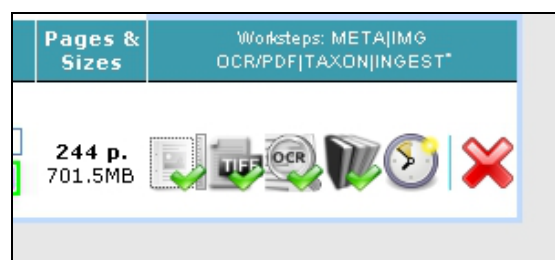 Pages &
Sizes
Worksteps: META|IMG
OCR/PDF|TAXON|INGEST*
244 p.
701.5MB
TIFF
OCR